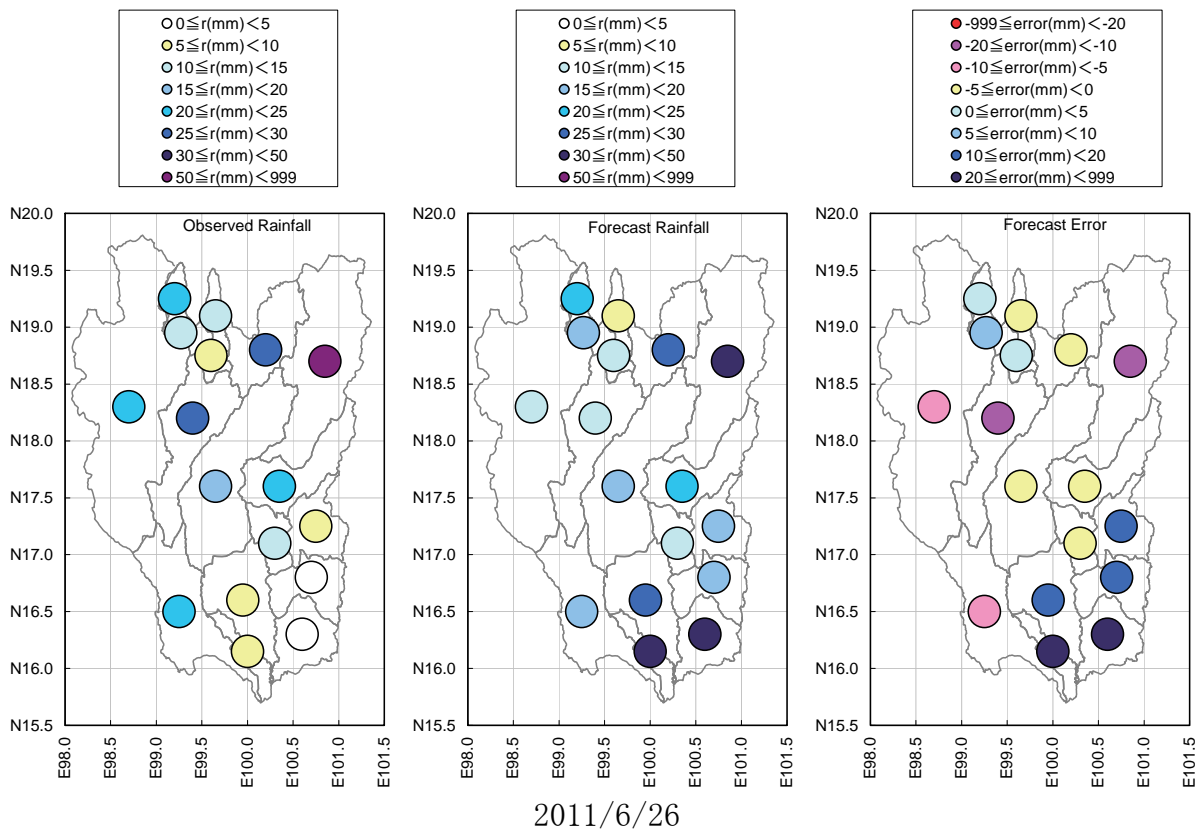 0≦r(mm)<5
5≦r(mm)<10
10≦r(mm)<15
15≦r(mm)<20
20≦r(mm)<25
25≦r(mm)<30
30≦r(mm)<50
50≦r(mm)<999
0≦r(mm)<5
5≦r(mm)<10
10≦r(mm)<15
15≦r(mm)<20
20≦r(mm)<25
25≦r(mm)<30
30≦r(mm)<50
50≦r(mm)<999
-999≦error(mm)<-20
-20≦error(mm)<-10
-10≦error(mm)<-5
-5≦error(mm)<0
0≦error(mm)<5
5≦error(mm)<10
10≦error(mm)<20
20≦error(mm)<999
Observed Rainfall
N20.0
N19.5
N19.0
N18.5
N18.0
N17.5
N17.0
N16.5
N16.0
N15.5
E98.0
E98.5
E99.0
E99.5
E100.0
E100.5
E101.0
E101.5
Forecast Rainfall
N20.0
N19.5
N19.0
N18.5
N18.0
N17.5
N17.0
N16.5
N16.0
N15.5
E98.0
E98.5
E99.0
E99.5
E100.0
E100.5
E101.0
E101.5
Forecast Error
N20.0
N19.5
N19.0
N18.5
N18.0
N17.5
N17.0
N16.5
N16.0
N15.5
E98.0
E98.5
E99.0
E99.5
E100.0
E100.5
E101.0
E101.5
2011/6/26